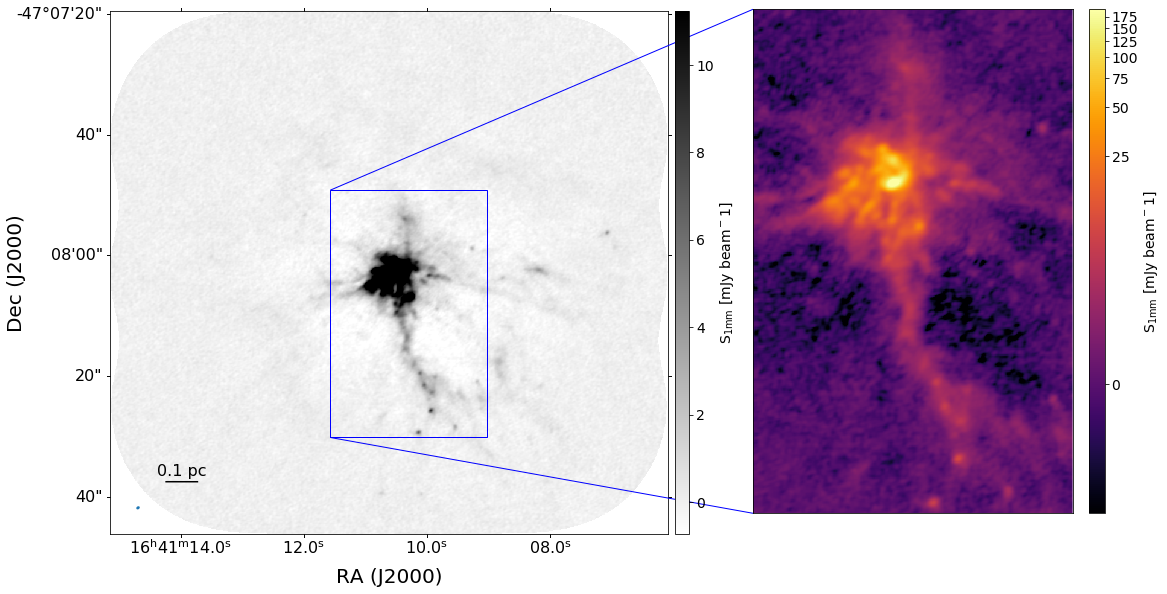 -47°07'20"
40"
08'00"
20"
40"
Dec (J2000)
0.1 pc
16ʰ41ᵐ14.0ˢ
12.0ˢ
10.0ˢ
08.0ˢ
RA (J2000)
10
8
6
4
2
0
S₁ₘₘ [mJy beam⁻1]
175
150
125
100
75
50
25
0
S₁ₘₘ [mJy beam⁻1]